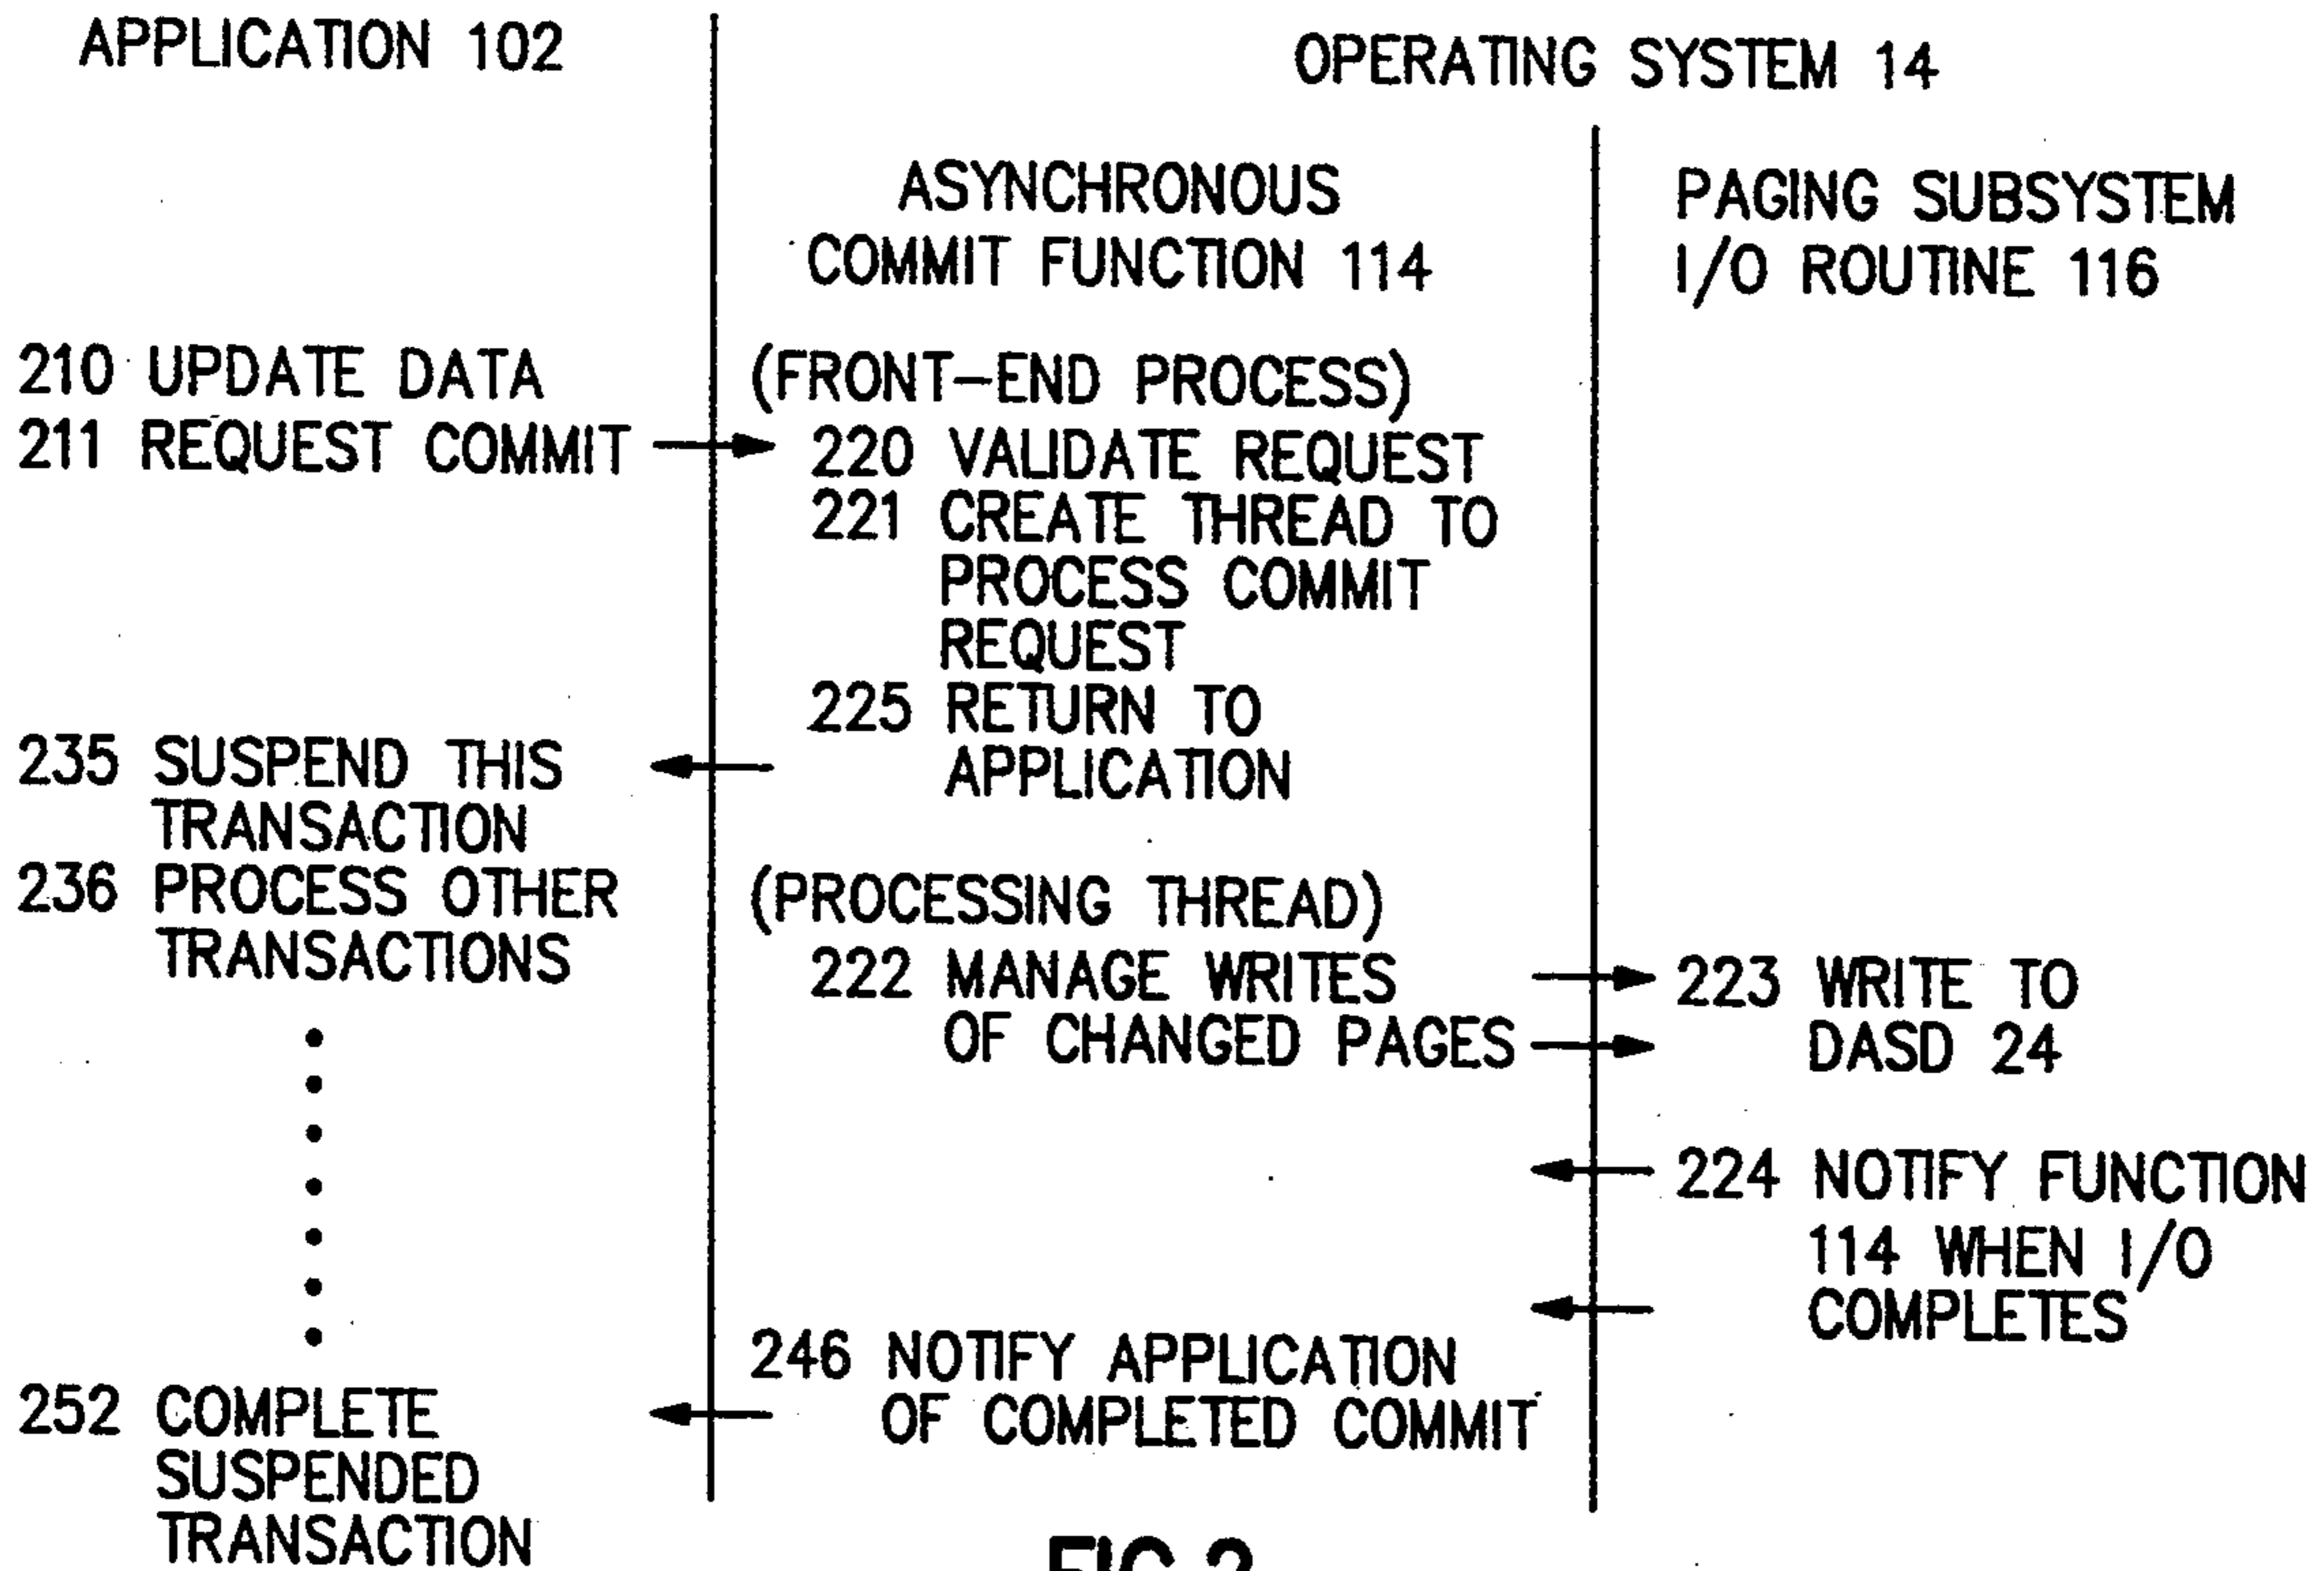 APPLICATION 102
OPERATING SYSTEM 14
ASYNCHRONOUS
COMMIT FUNCTION 114
PAGING SUBSYSTEM
I/O ROUTINE 116
210 UPDATE DATA
211 REQUEST COMMIT
(FRONT-END PROCESS)
220 VALIDATE REQUEST
221 CREATE THREAD TO
PROCESS COMMIT
REQUEST
225 RETURN TO
APPLICATION
235 SUSPEND THIS
TRANSACTION
236 PROCESS OTHER
TRANSACTIONS
(PROCESSING THREAD)
222 MANAGE WRITES
OF CHANGED PAGES
223 WRITE TO
DASD 24
224 NOTIFY FUNCTION
114 WHEN I/O
COMPLETES
246 NOTIFY APPLICATION
OF COMPLETED COMMIT
252 COMPLETE
SUSPENDED
TRANSACTION
FIG.2